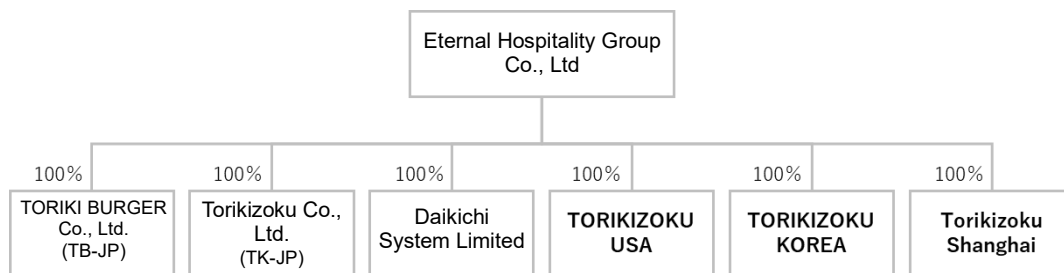 Eternal Hospitality Group
Co., Ltd
100%
100%
100%
100%
100%
100%
TORIKI BURGER
Co., Ltd.
(TB-JP)
Torikizoku Co.,
Ltd.
(TK-JP)
Daikichi
System Limited
TORIKIZOKU
USA
TORIKIZOKU
KOREA
Torikizoku
Shanghai